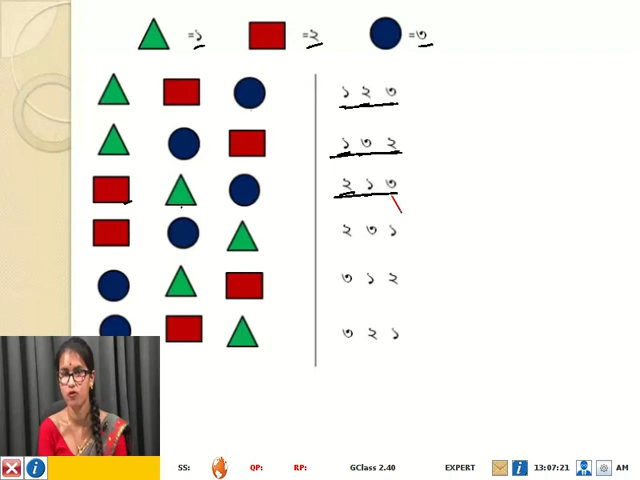 =১ =২ =৩
১ ২ ৩
১ ৩ ২
২ ১ ৩
২ ৩ ১
৩ ১ ২
৩ ২ ১
SS: QP: RP: GClass 2.40 EXPERT 13:07:21 AM